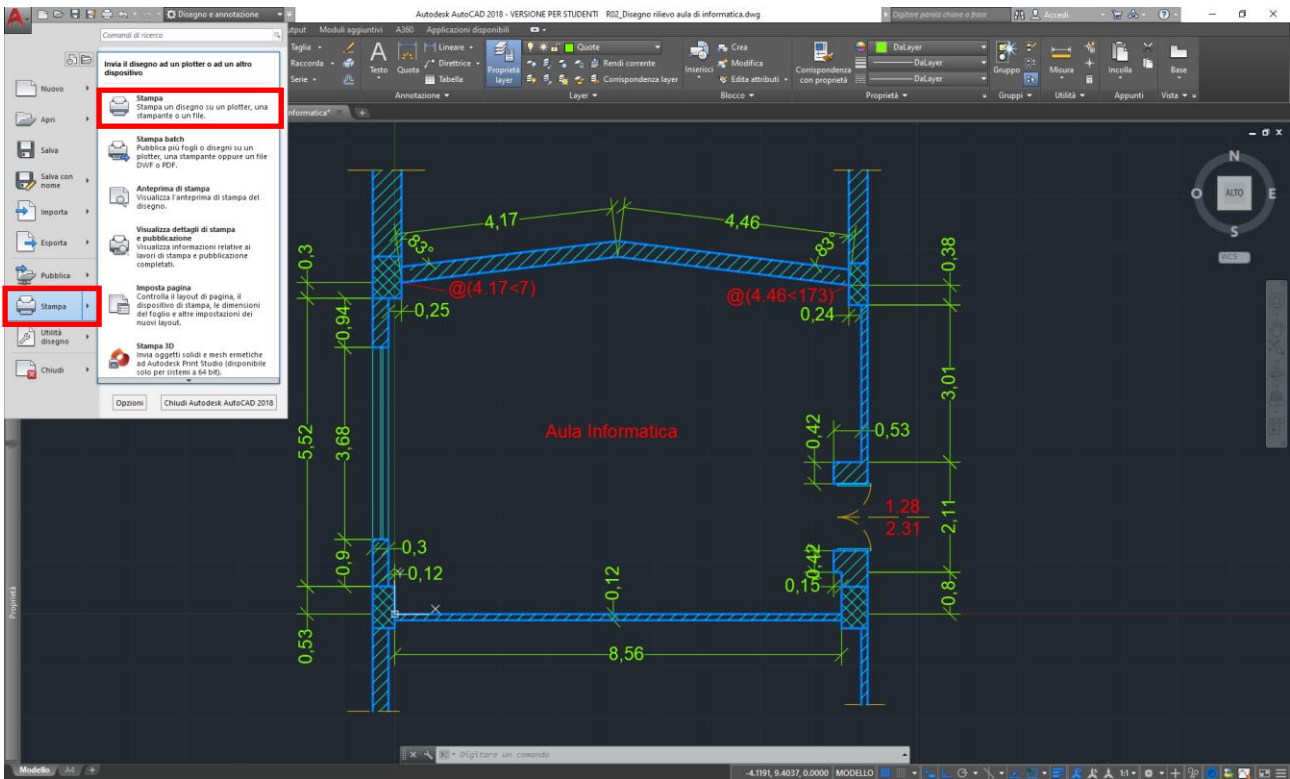 Disegno e annotazione
Autodesk AutoCAD 2018 - VERSIONE PER STUDENTI R02_Disegno rilievo aula di informatica.dwg
Digitare parola chiave o frase
Accedi
Comandi di ricerca
Moduli aggiuntivi A360 Applicazioni disponibili
Invia il disegno ad un plotter o ad un altro
dispositivo
Nuovo
Apri
Salva
Salva con
nome
Importa
Esporta
Pubblica
Stampa
Utilità
disegno
Chiudi
Stampa
Stampa un disegno su un plotter, una
stampante o un file.
Stampa batch
Pubblica più fogli o disegni su un
plotter, una stampante oppure un file
DWF o PDF.
Anteprima di stampa
Visualizza l'anteprima di stampa del
disegno.
Visualizza dettagli di stampa
e pubblicazione
Visualizza informazioni relative ai
lavori di stampa e pubblicazione
completati.
Imposta pagina
Controlla il layout di pagina, il
dispositivo di stampa, le dimensioni
del foglio e altre impostazioni dei
nuovi layout.
Stampa 3D
Invia oggetti solidi e mesh ermetiche
ad Autodesk Print Studio (disponibile
solo per sistemi a 64 bit).
Opzioni
Chiudi Autodesk AutoCAD 2018
Taglia
Raccorda
Serie
Testo
Quota
Lineare
Direttrice
Tabella
Annotazione
Proprietà
layer
Quote
Rendi corrente
Corrispondenza layer
Layer
Inserisci
Crea
Modifica
Edita attributi
Blocco
Corrispondenza
con proprietà
DaLayer
DaLayer
DaLayer
Proprietà
Gruppo
Gruppi
Misura
Utilità
Incolla
Appunti
Base
Vista
N
O
ALTO
E
S
WCS
4,17
4,46
83°
83°
0,3
0,38
@(4.17<7)
@(4.46<173)
0,25
0,24
0,94
3,01
5,52
3,68
Aula Informatica
0,42
0,53
1.28
2.31
2,11
0,9
0,3
0,12
0,12
0,42
0,15
0,8
0,53
8,56
Proprietà
Digitare un comando
Modello
A4
-4.1191, 9.4037, 0.0000 MODELLO
1:1